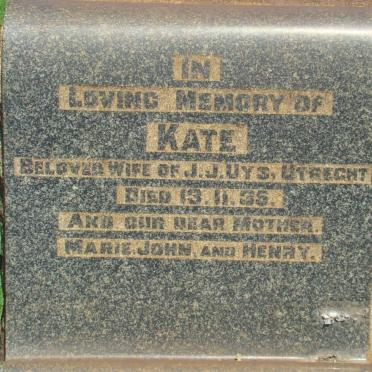 IN
LOVING MEMORY OF
KATE
BELOVED WIFE OF J.J. UYS, UTRECHT
DIED 13.11.35.
AND OUR DEAR MOTHER.
MARIE, JOHN, AND HENRY.